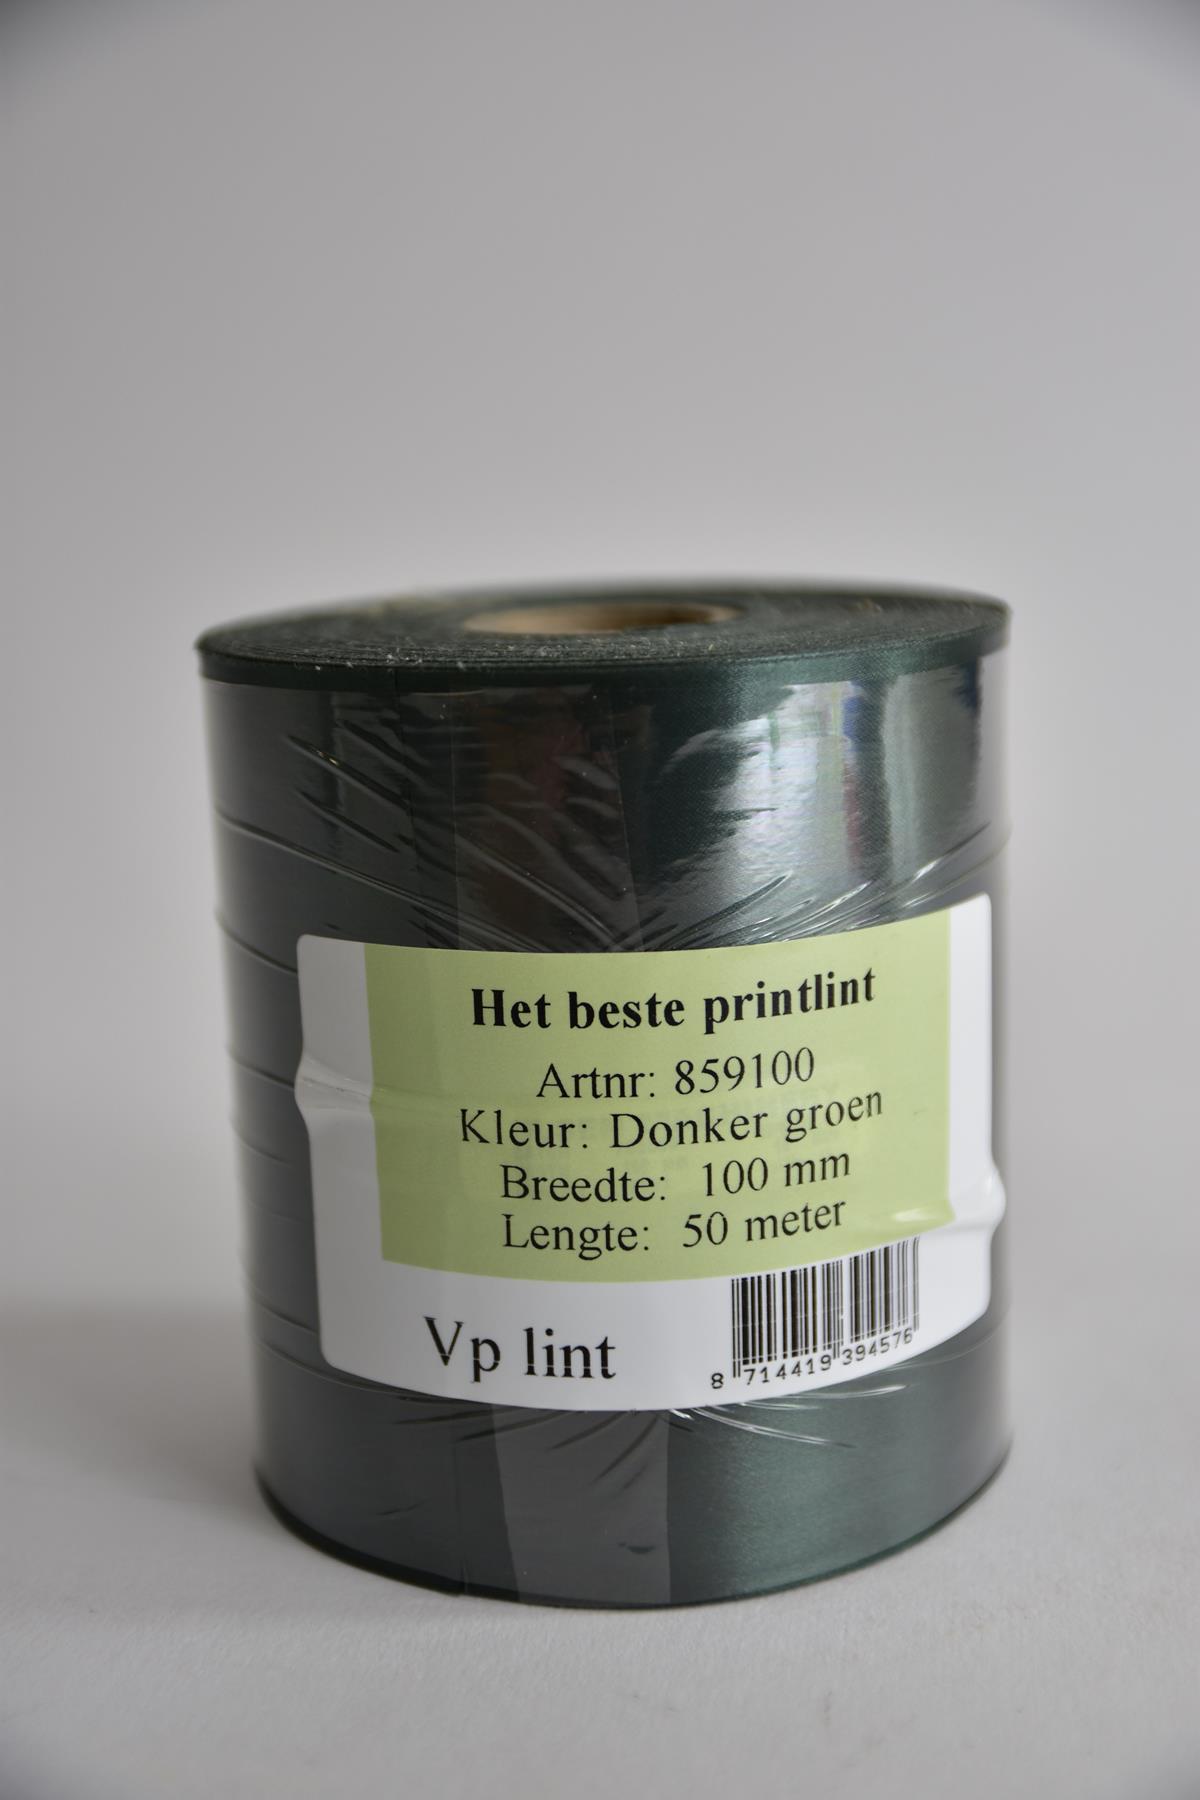 Het beste printlint
Artnr: 859100
Kleur: Donker groen
Breedte: 100 mm
Lengte: 50 meter
Vp lint
8 714419 394576